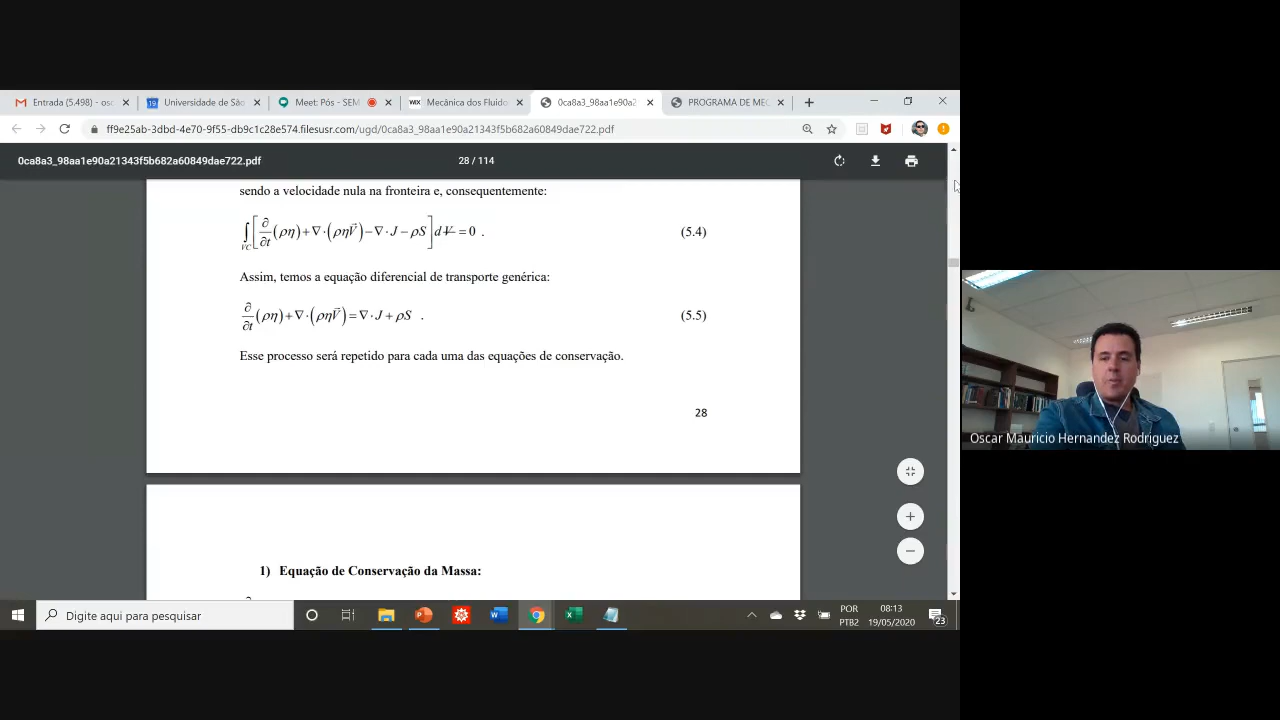 Entrada (5.498) - osc
Universidade de São
Meet: Pós - SEM
Mecânica dos Fluido
0ca8a3_98aa1e90a2
PROGRAMA DE MEC
ff9e25ab-3dbd-4e70-9f55-db9c1c28e574.filesusr.com/ugd/0ca8a3_98aa1e90a21343f5b682a60849dae722.pdf
0ca8a3_98aa1e90a21343f5b682a60849dae722.pdf
28 / 114
sendo a velocidade nula na fronteira e, consequentemente:
∫VC [∂/∂t (ρη) + ∇·(ρηV⃗) − ∇·J − ρS] dV̶ = 0 . (5.4)
Assim, temos a equação diferencial de transporte genérica:
∂/∂t (ρη) + ∇·(ρηV⃗) = ∇·J + ρS . (5.5)
Esse processo será repetido para cada uma das equações de conservação.
28
1) Equação de Conservação da Massa:
Oscar Mauricio Hernandez Rodriguez
Digite aqui para pesquisar
POR
PTB2
08:13
19/05/2020
23